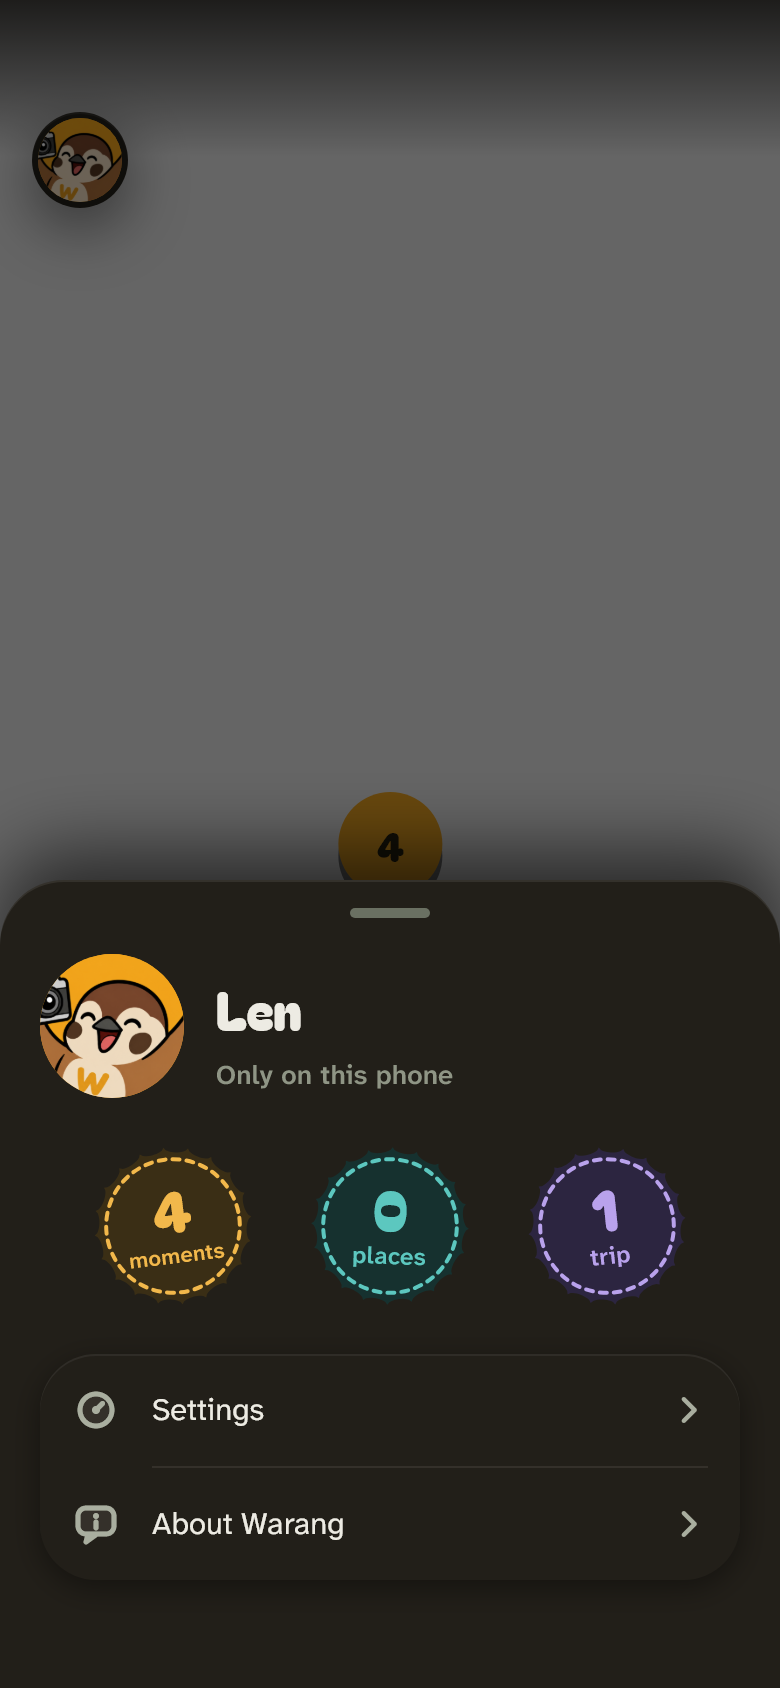 W
4
Len
Only on this phone
W
4
moments
0
places
1
trip
Settings
About Warang